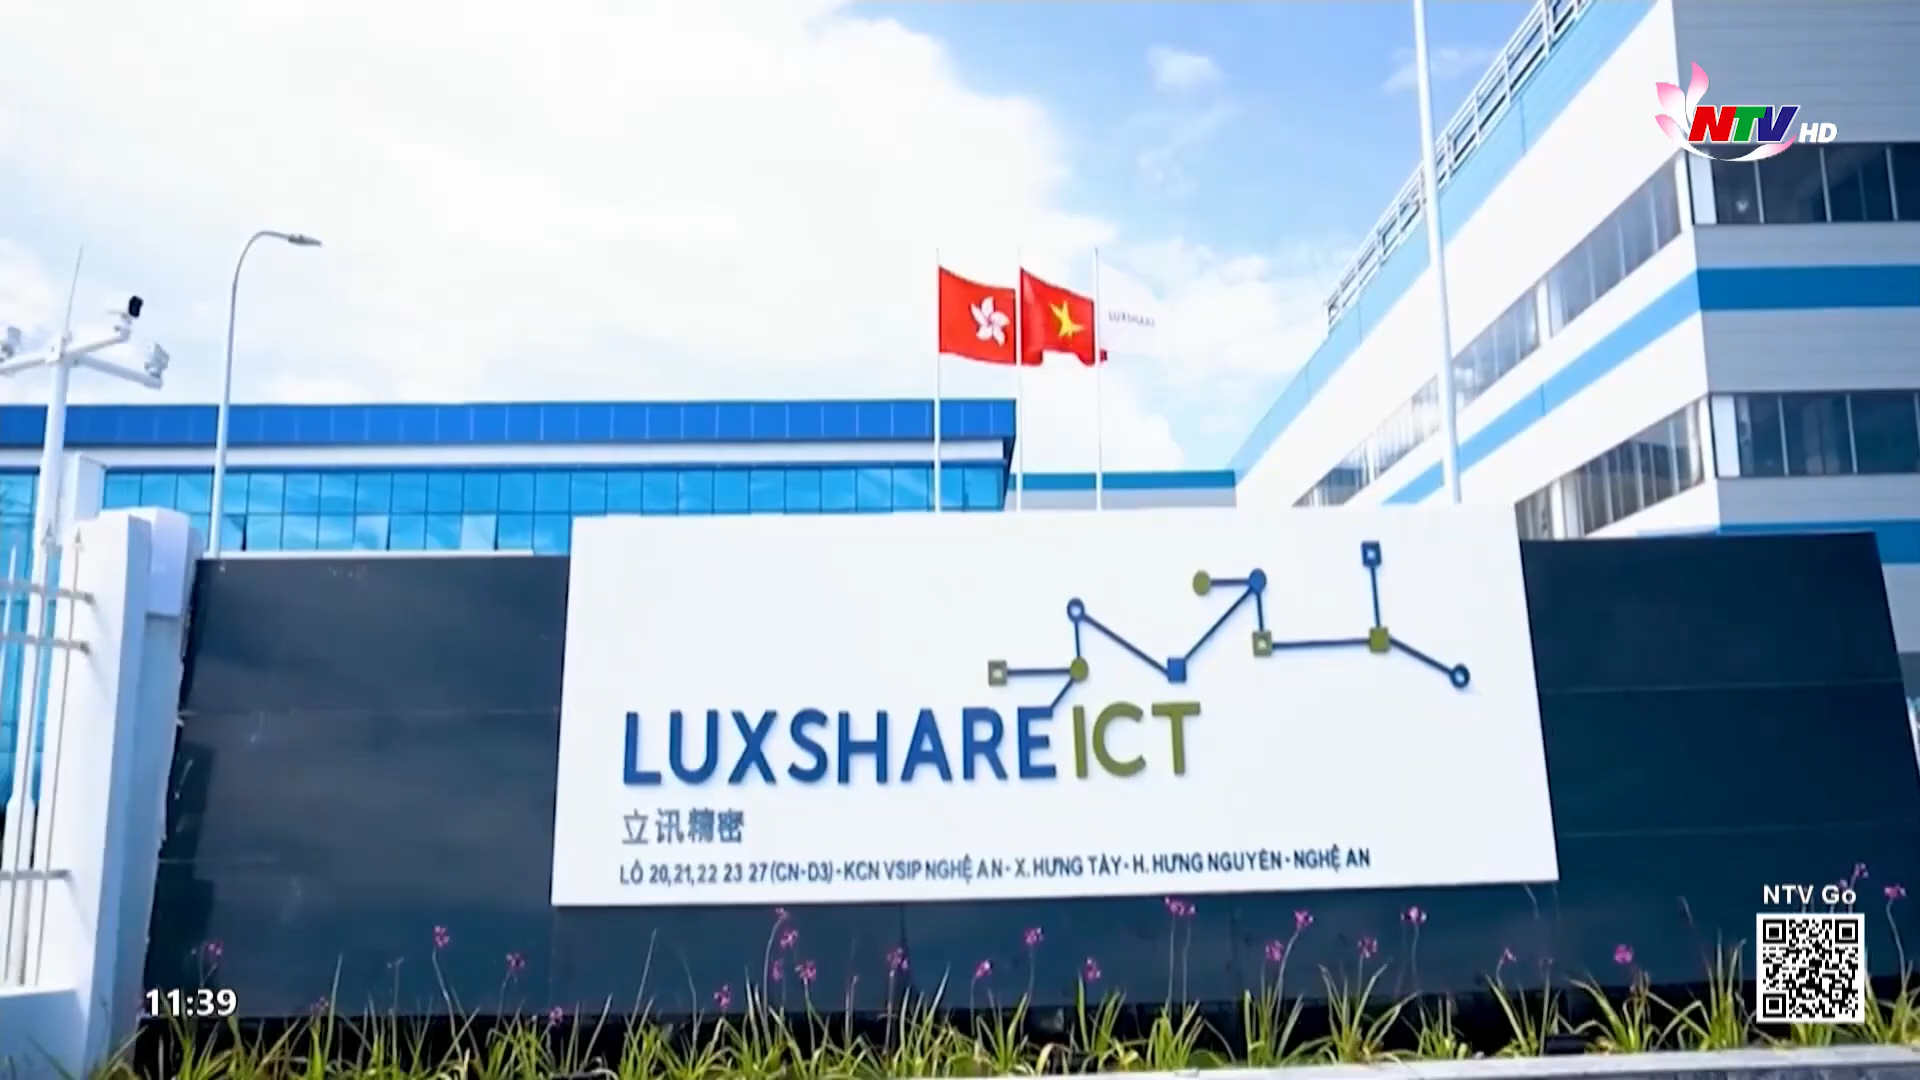 NTV HD
LUXSHARE
LUXSHARE ICT
立讯精密
LÔ 20,21,22 23 27(CN-D3)-KCN VSIP NGHỆ AN - X. HƯNG TÂY - H. HƯNG NGUYÊN - NGHỆ AN
NTV Go
11:39